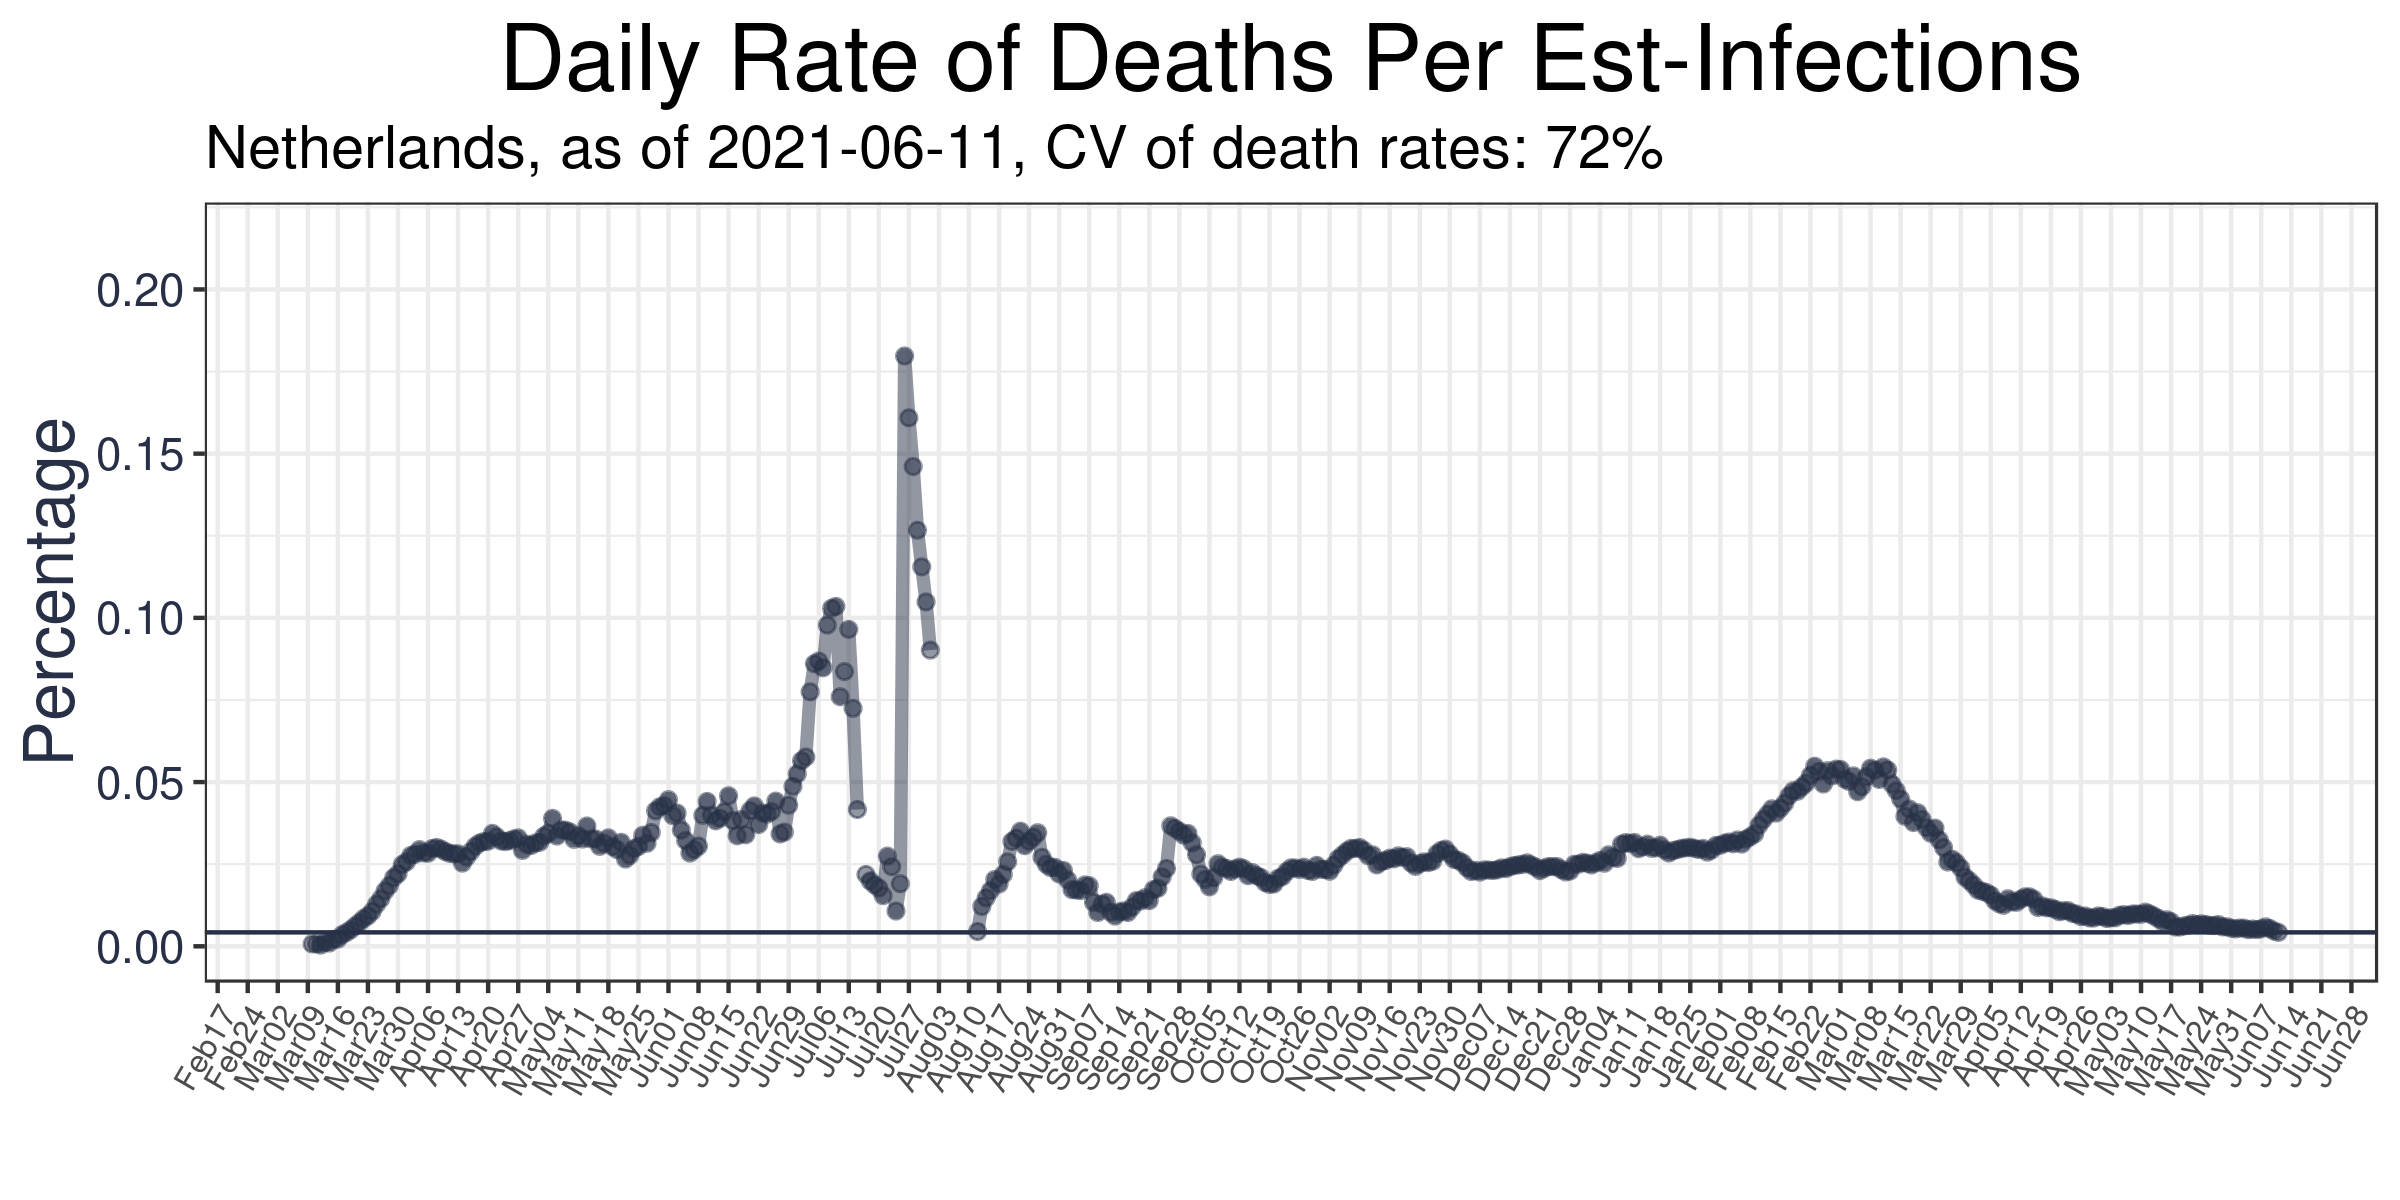 Daily Rate of Deaths Per Est-Infections
Netherlands, as of 2021-06-11, CV of death rates: 72%
Percentage
0.20
0.15
0.10
0.05
0.00
Feb17
Feb24
Mar02
Mar09
Mar16
Mar23
Mar30
Apr06
Apr13
Apr20
Apr27
May04
May11
May18
May25
Jun01
Jun08
Jun15
Jun22
Jun29
Jul06
Jul13
Jul20
Jul27
Aug03
Aug10
Aug17
Aug24
Aug31
Sep07
Sep14
Sep21
Sep28
Oct05
Oct12
Oct19
Oct26
Nov02
Nov09
Nov16
Nov23
Nov30
Dec07
Dec14
Dec21
Dec28
Jan04
Jan11
Jan18
Jan25
Feb01
Feb08
Feb15
Feb22
Mar01
Mar08
Mar15
Mar22
Mar29
Apr05
Apr12
Apr19
Apr26
May03
May10
May17
May24
May31
Jun07
Jun14
Jun21
Jun28